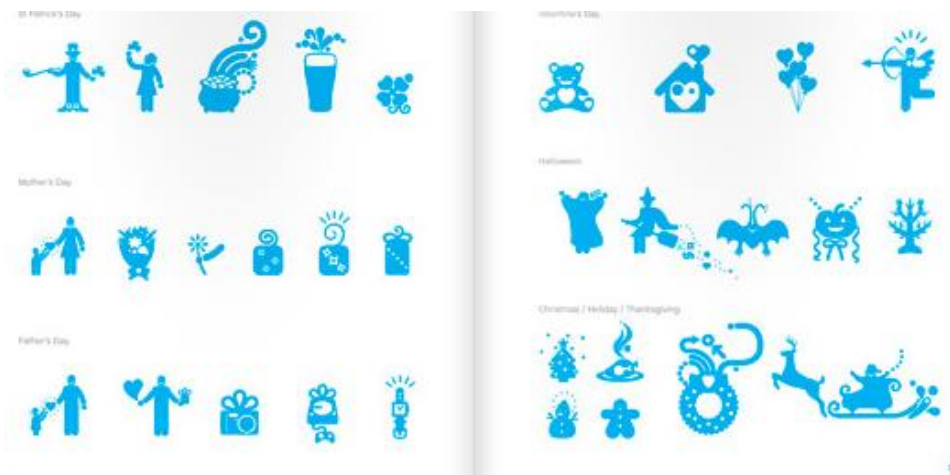 St Patrick's Day
Mother's Day
Father's Day
Valentine's Day
Halloween
Christmas / Holiday / Thanksgiving